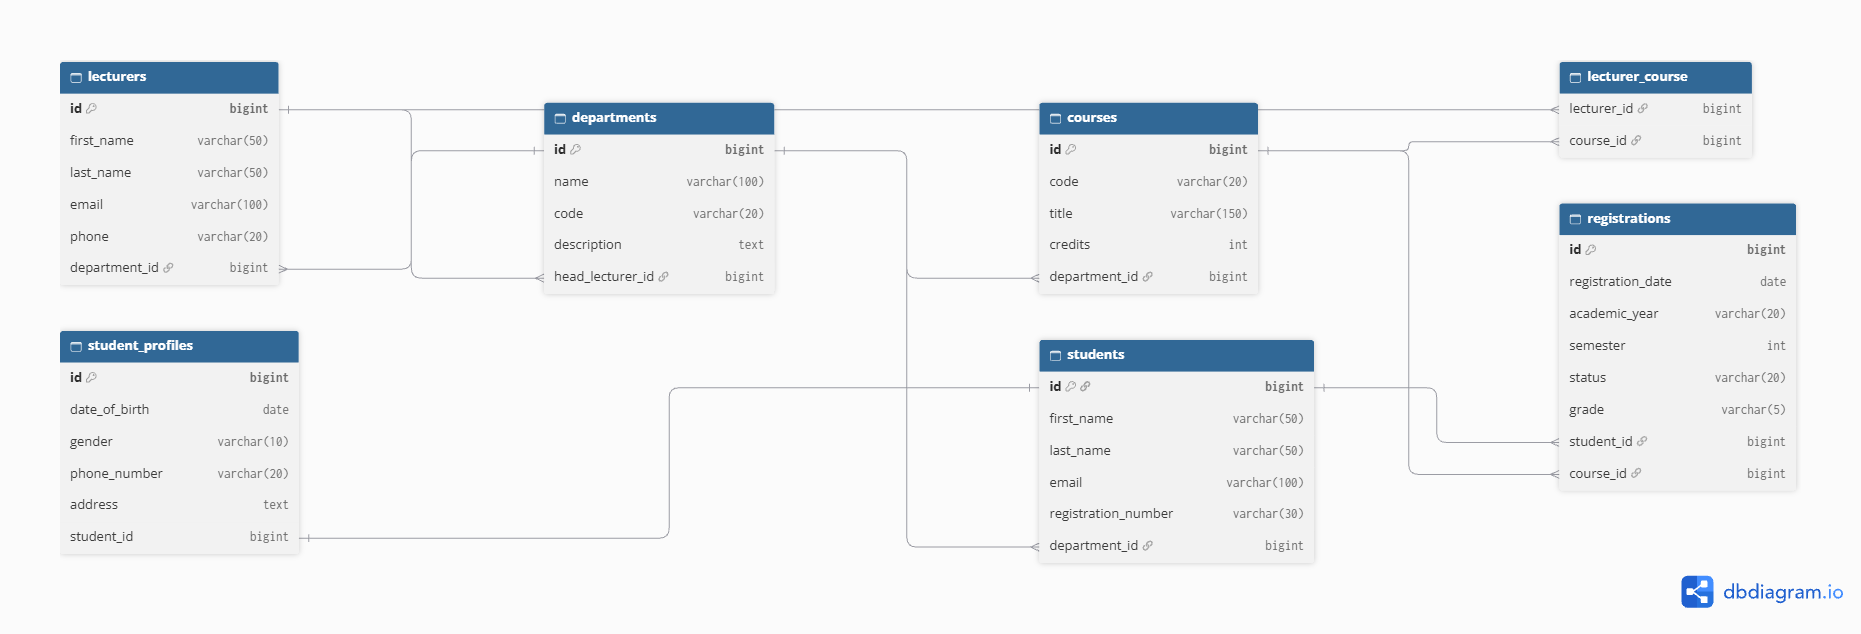 lecturers
id bigint
first_name varchar(50)
last_name varchar(50)
email varchar(100)
phone varchar(20)
department_id bigint
departments
id bigint
name varchar(100)
code varchar(20)
description text
head_lecturer_id bigint
courses
id bigint
code varchar(20)
title varchar(150)
credits int
department_id bigint
lecturer_course
lecturer_id bigint
course_id bigint
registrations
id bigint
registration_date date
academic_year varchar(20)
semester int
status varchar(20)
grade varchar(5)
student_id bigint
course_id bigint
student_profiles
id bigint
date_of_birth date
gender varchar(10)
phone_number varchar(20)
address text
student_id bigint
students
id bigint
first_name varchar(50)
last_name varchar(50)
email varchar(100)
registration_number varchar(30)
department_id bigint
dbdiagram.io